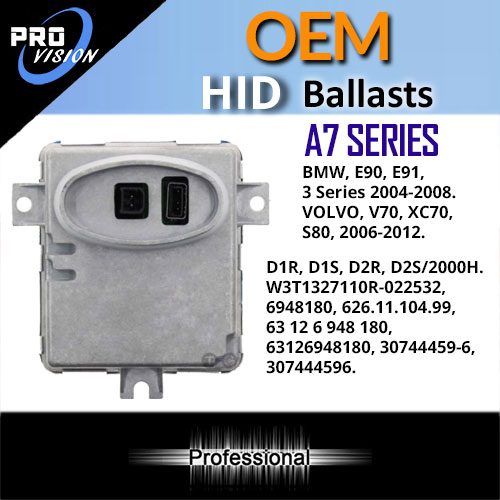 PRO
VISION
OEM
HID Ballasts
A7 SERIES
BMW, E90, E91,
3 Series 2004-2008.
VOLVO, V70, XC70,
S80, 2006-2012.
D1R, D1S, D2R, D2S/2000H.
W3T1327110R-022532,
6948180, 626.11.104.99,
63 12 6 948 180,
63126948180, 30744459-6,
307444596.
Professional